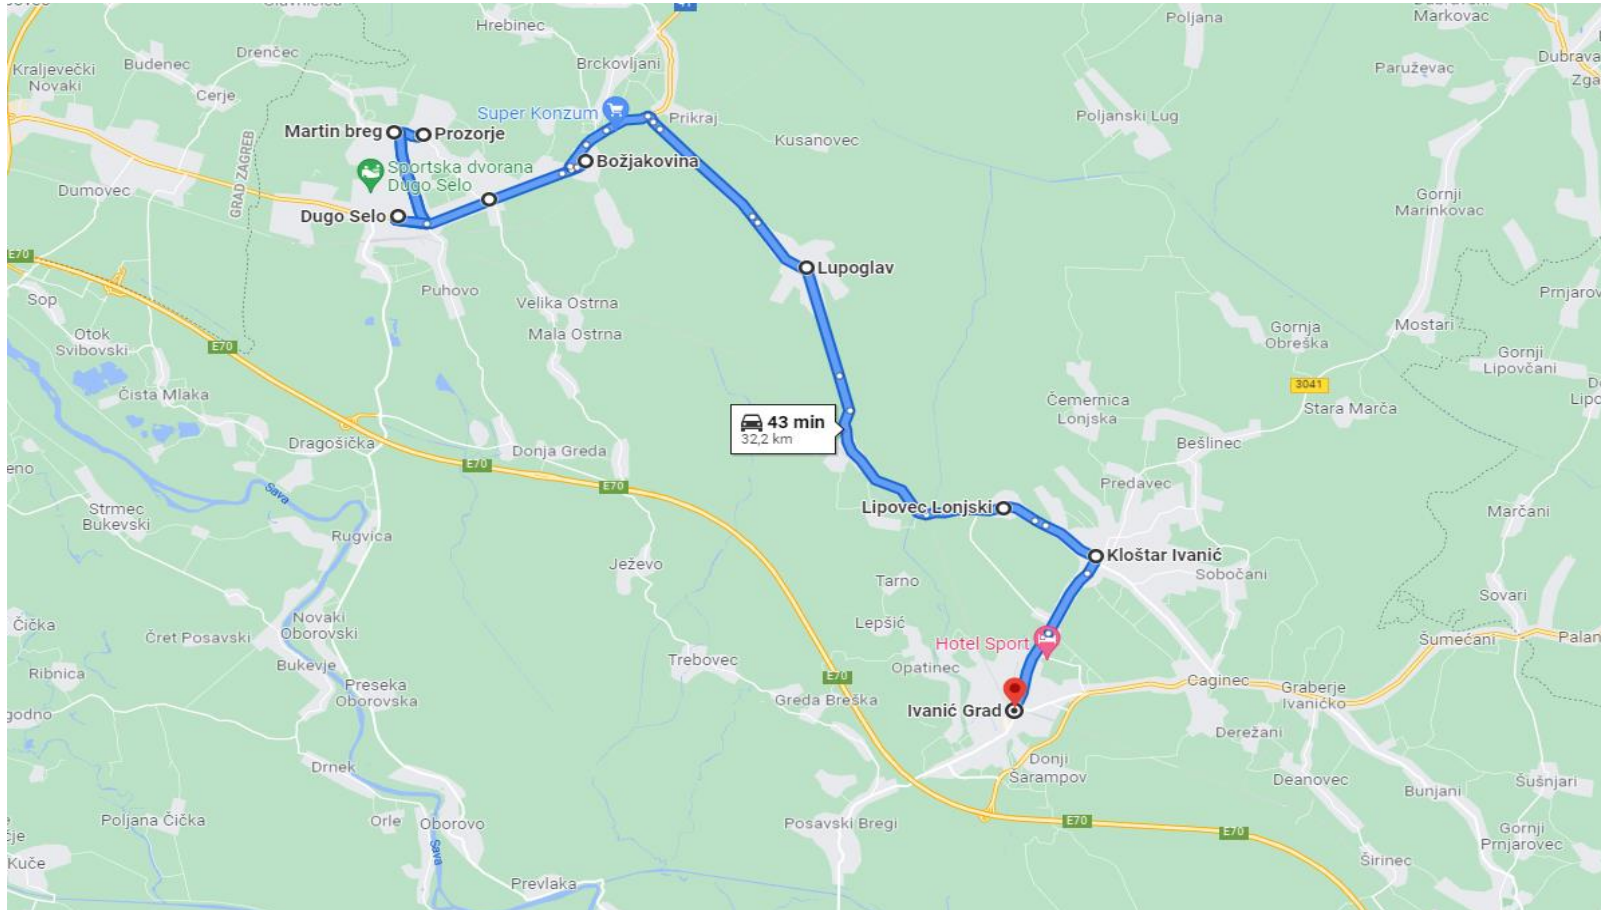 41
Hrebinec
Poljana
Dubravski
Markovac
Drenčec
Budenec
Kraljevečki
Novaki
Brckovljani
Dubrava
Paruževac
Cerje
Super Konzum
Prikraj
Poljanski Lug
Martin breg
Prozorje
Kusanovec
GRAD ZAGREB
Sportska dvorana
Dugo Selo
Božjakovina
Dumovec
Gornji
Marinkovac
Dugo Selo
E70
Lupoglav
Puhovo
Velika Ostrna
Sop
Mala Ostrna
Gornja
Obreška
Mostari
Otok
Svibovski
E70
Gornji
Lipovčani
Čista Mlaka
3041
Čemernica
Lonjska
Stara Marča
43 min
32,2 km
Dragošička
Donja Greda
Bešlinec
E70
E70
Sava
Predavec
Strmec
Bukevski
Lipovec Lonjski
Marčani
Rugvica
Kloštar Ivanić
Ježevo
Tarno
Sobočani
Sovari
Čička
Novaki
Oborovski
Čret Posavski
Lepšić
Hotel Sport
Šumećani
Bukevje
Trebovec
Opatinec
Ribnica
E70
Caginec
Graberje
Ivaničko
Preseka
Oborovska
Greda Breška
Ivanić Grad
Derežani
Drnek
Donji
Šarampov
Deanovec
Šušnjari
Bunjani
Poljana Čička
Orle
Oborovo
Posavski Bregi
E70
E70
Gornji
Prnjarovec
Sava
Kuče
Širinec
Prevlaka